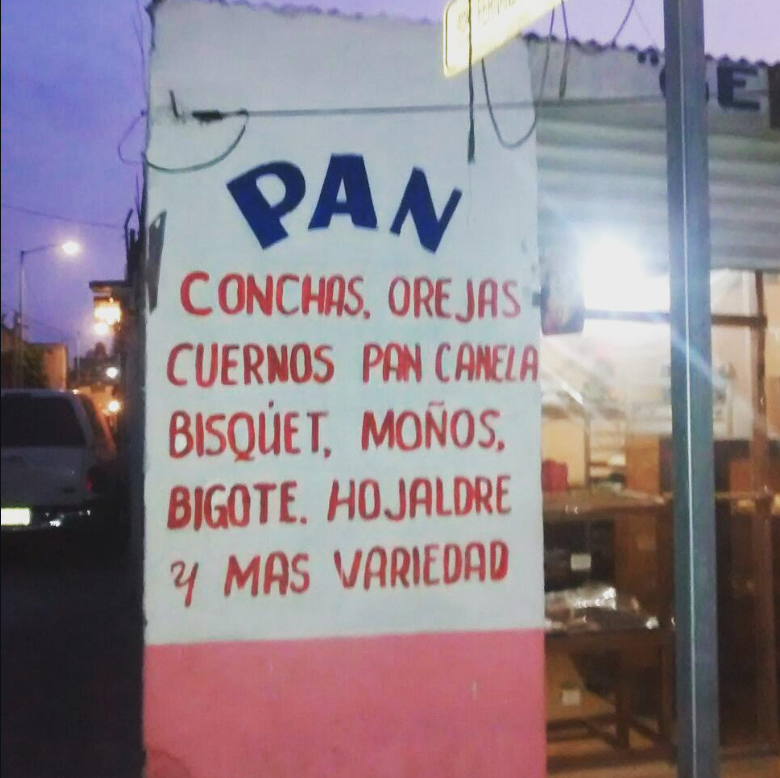 PAN
CONCHAS, OREJAS
CUERNOS PAN CANELA
BISQÚET, MOÑOS,
BIGOTE. HOJALDRE
Y MAS VARIEDAD